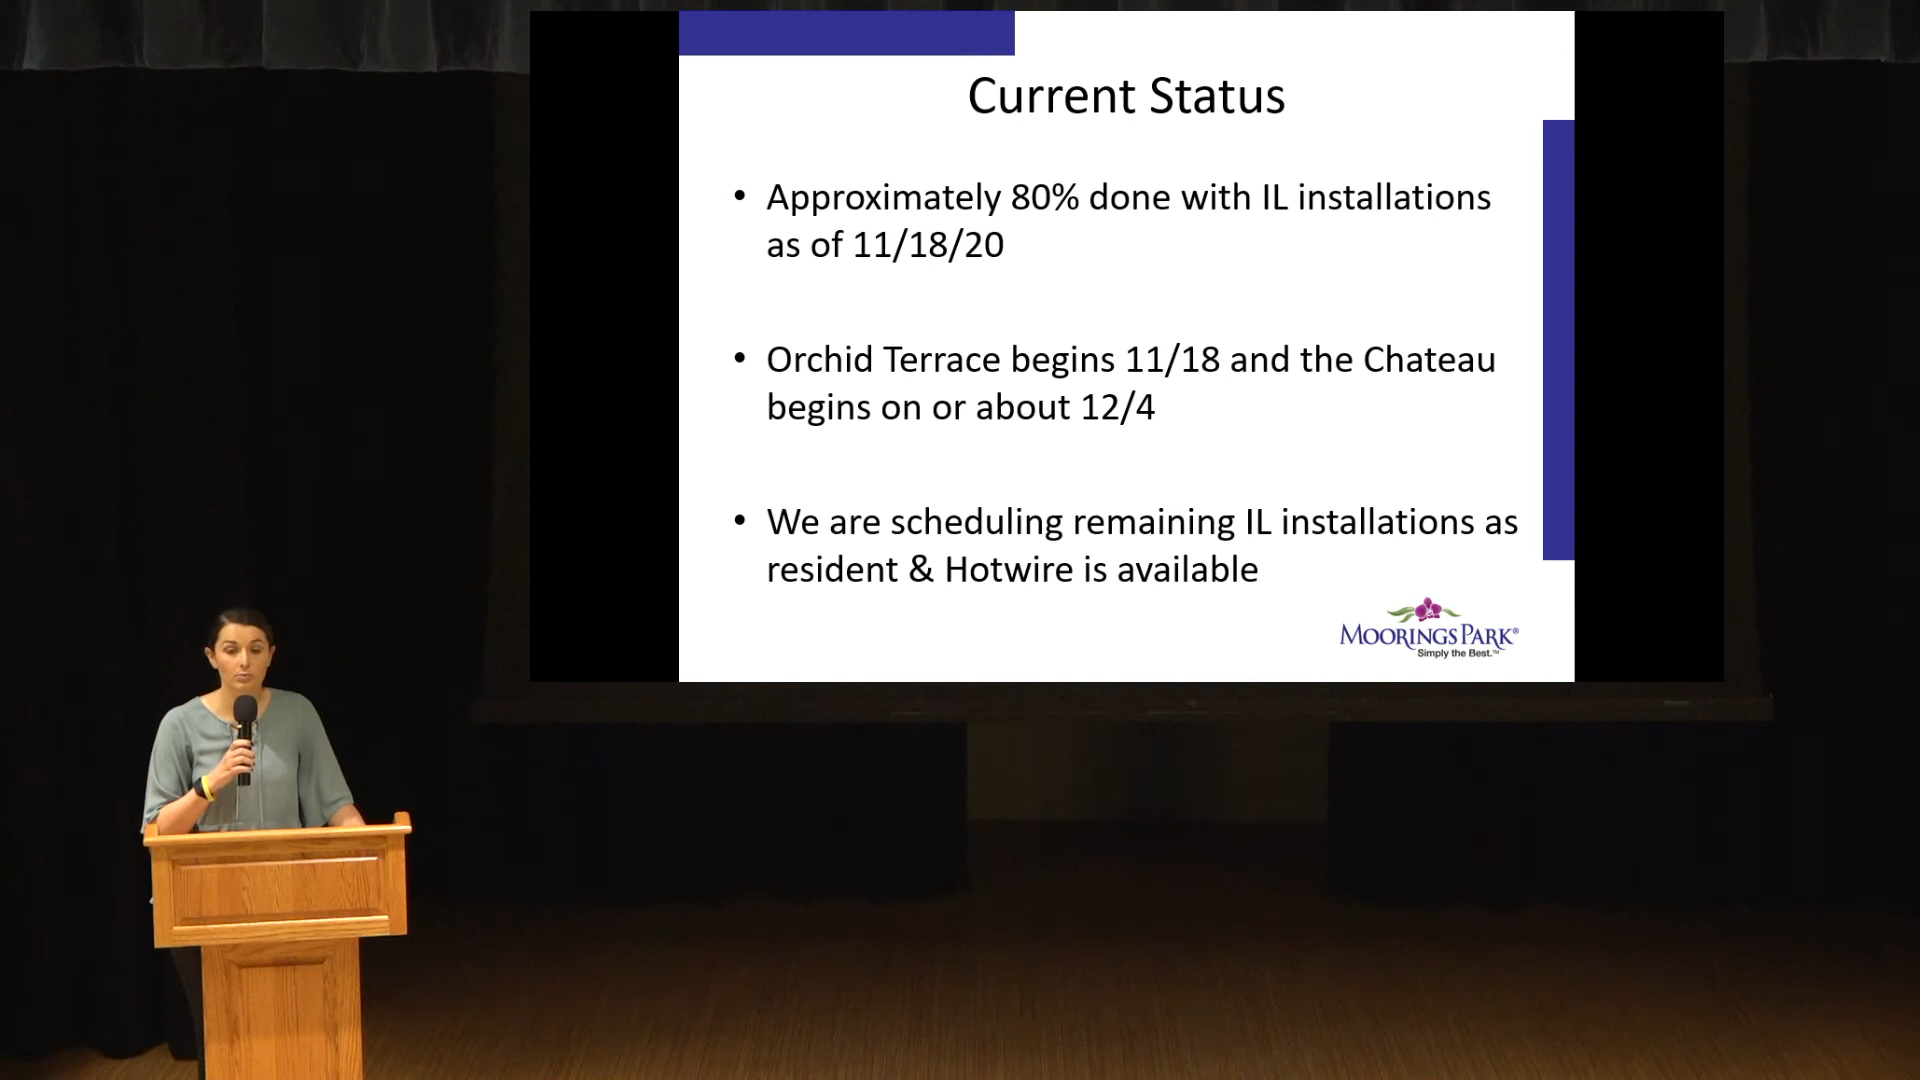 Current Status
• Approximately 80% done with IL installations
as of 11/18/20
• Orchid Terrace begins 11/18 and the Chateau
begins on or about 12/4
• We are scheduling remaining IL installations as
resident & Hotwire is available
MOORINGS PARK®
Simply the Best.™